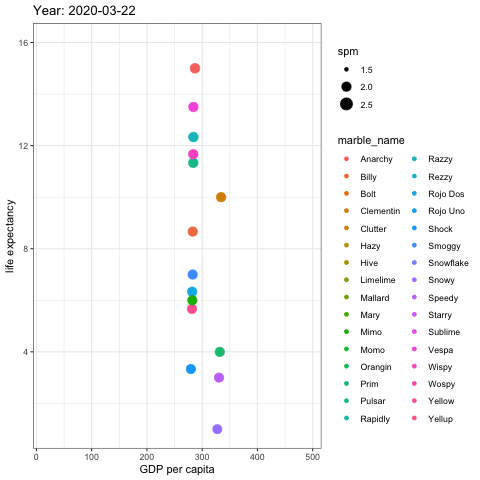 Year: 2020-03-22
life expectancy
16
12
8
4
0
100
200
300
400
500
GDP per capita
spm
1.5
2.0
2.5
marble_name
Anarchy
Billy
Bolt
Clementin
Clutter
Hazy
Hive
Limelime
Mallard
Mary
Mimo
Momo
Orangin
Prim
Pulsar
Rapidly
Razzy
Rezzy
Rojo Dos
Rojo Uno
Shock
Smoggy
Snowflake
Snowy
Speedy
Starry
Sublime
Vespa
Wispy
Wospy
Yellow
Yellup